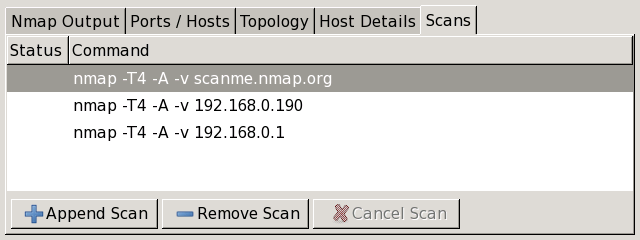 Nmap Output Ports / Hosts Topology Host Details Scans
Status Command
nmap -T4 -A -v scanme.nmap.org
nmap -T4 -A -v 192.168.0.190
nmap -T4 -A -v 192.168.0.1
Append Scan Remove Scan Cancel Scan